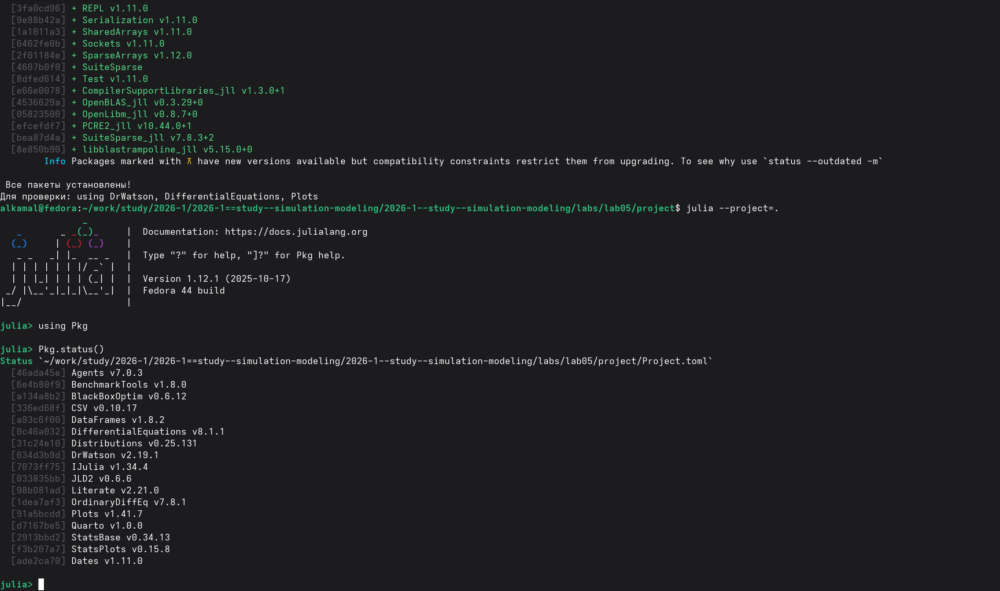 [3fa0cd96] + REPL v1.11.0
[9e88b42a] + Serialization v1.11.0
[1a1011a3] + SharedArrays v1.11.0
[6462fe0b] + Sockets v1.11.0
[2f01184e] + SparseArrays v1.12.0
[4607b0f0] + SuiteSparse
[8dfed614] + Test v1.11.0
[e66e0078] + CompilerSupportLibraries_jll v1.3.0+1
[4536629a] + OpenBLAS_jll v0.3.29+0
[05823500] + OpenLibm_jll v0.8.7+0
[efcefdf7] + PCRE2_jll v10.44.0+1
[bea87d4a] + SuiteSparse_jll v7.8.3+2
[8e850b90] + libblastrampoline_jll v5.15.0+0
Info Packages marked with ⌅ have new versions available but compatibility constraints restrict them from upgrading. To see why use `status --outdated -m`
Все пакеты установлены!
Для проверки: using DrWatson, DifferentialEquations, Plots
alkamal@fedora:~/work/study/2026-1/2026-1==study--simulation-modeling/2026-1--study--simulation-modeling/labs/lab05/project$ julia --project=.
               _
   _       _ _(_)_     |  Documentation: https://docs.julialang.org
  (_)     | (_) (_)    |
   _ _   _| |_  __ _   |  Type "?" for help, "]?" for Pkg help.
  | | | | | | |/ _` |  |
  | | |_| | | | (_| |  |  Version 1.12.1 (2025-10-17)
 _/ |\__'_|_|_|\__'_|  |  Fedora 44 build
|__/                   |
julia> using Pkg
julia> Pkg.status()
Status `~/work/study/2026-1/2026-1==study--simulation-modeling/2026-1--study--simulation-modeling/labs/lab05/project/Project.toml`
[46ada45e] Agents v7.0.3
[6e4b80f9] BenchmarkTools v1.8.0
[a134a8b2] BlackBoxOptim v0.6.12
[336ed68f] CSV v0.10.17
[a93c6f00] DataFrames v1.8.2
[0c46a032] DifferentialEquations v8.1.1
[31c24e10] Distributions v0.25.131
[634d3b9d] DrWatson v2.19.1
[7073ff75] IJulia v1.34.4
[033835bb] JLD2 v0.6.6
[98b081ad] Literate v2.21.0
[1dea7af3] OrdinaryDiffEq v7.8.1
[91a5bcdd] Plots v1.41.7
[d7167be5] Quarto v1.0.0
[2913bbd2] StatsBase v0.34.13
[f3b207a7] StatsPlots v0.15.8
[ade2ca70] Dates v1.11.0
julia>